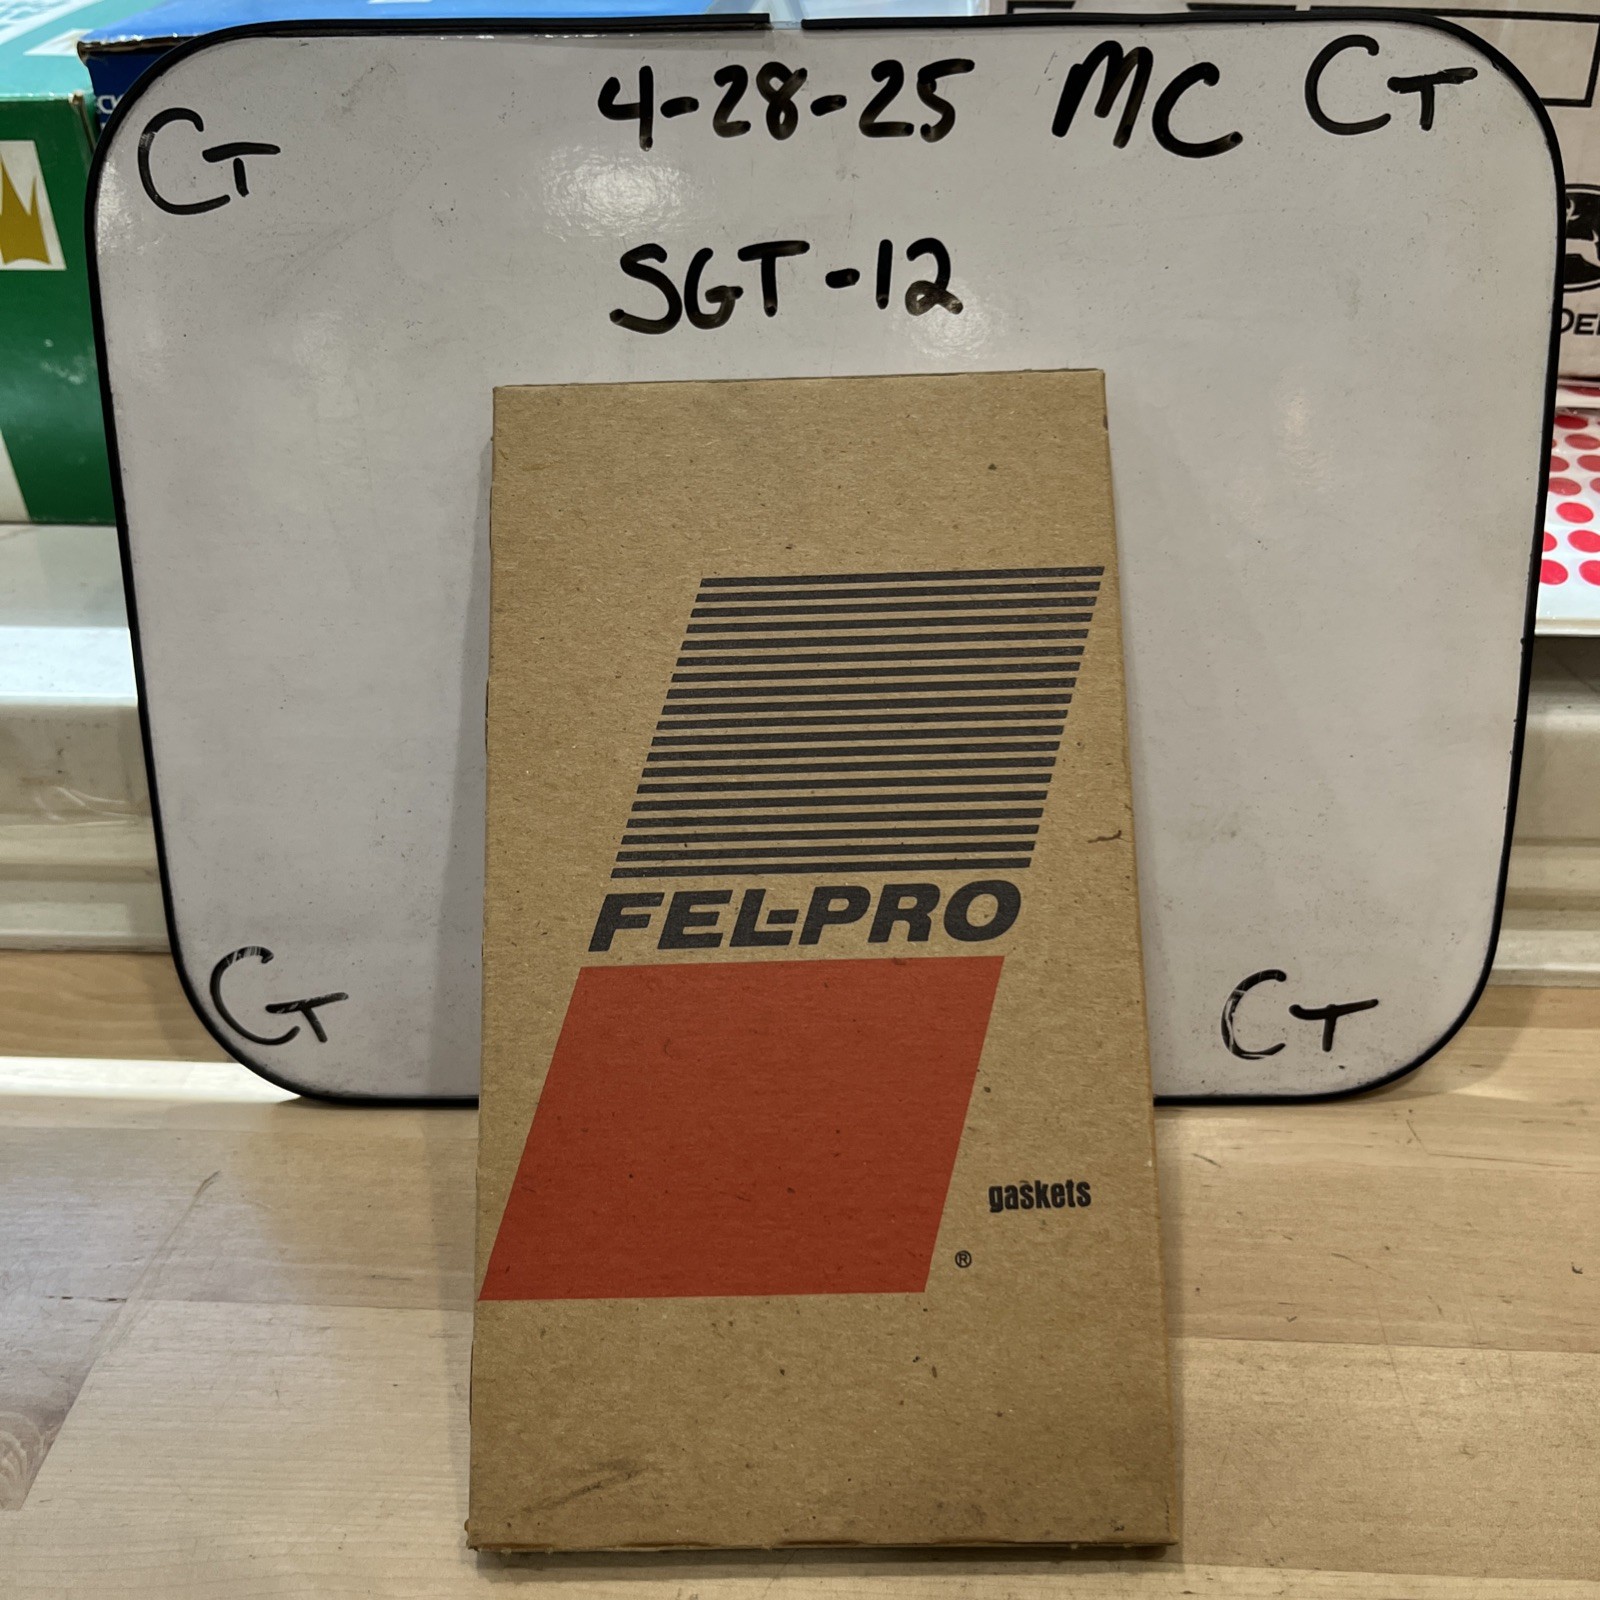 4-28-25 MC CT
CT
SGT-12
FEL-PRO
CT
CT
gaskets
®